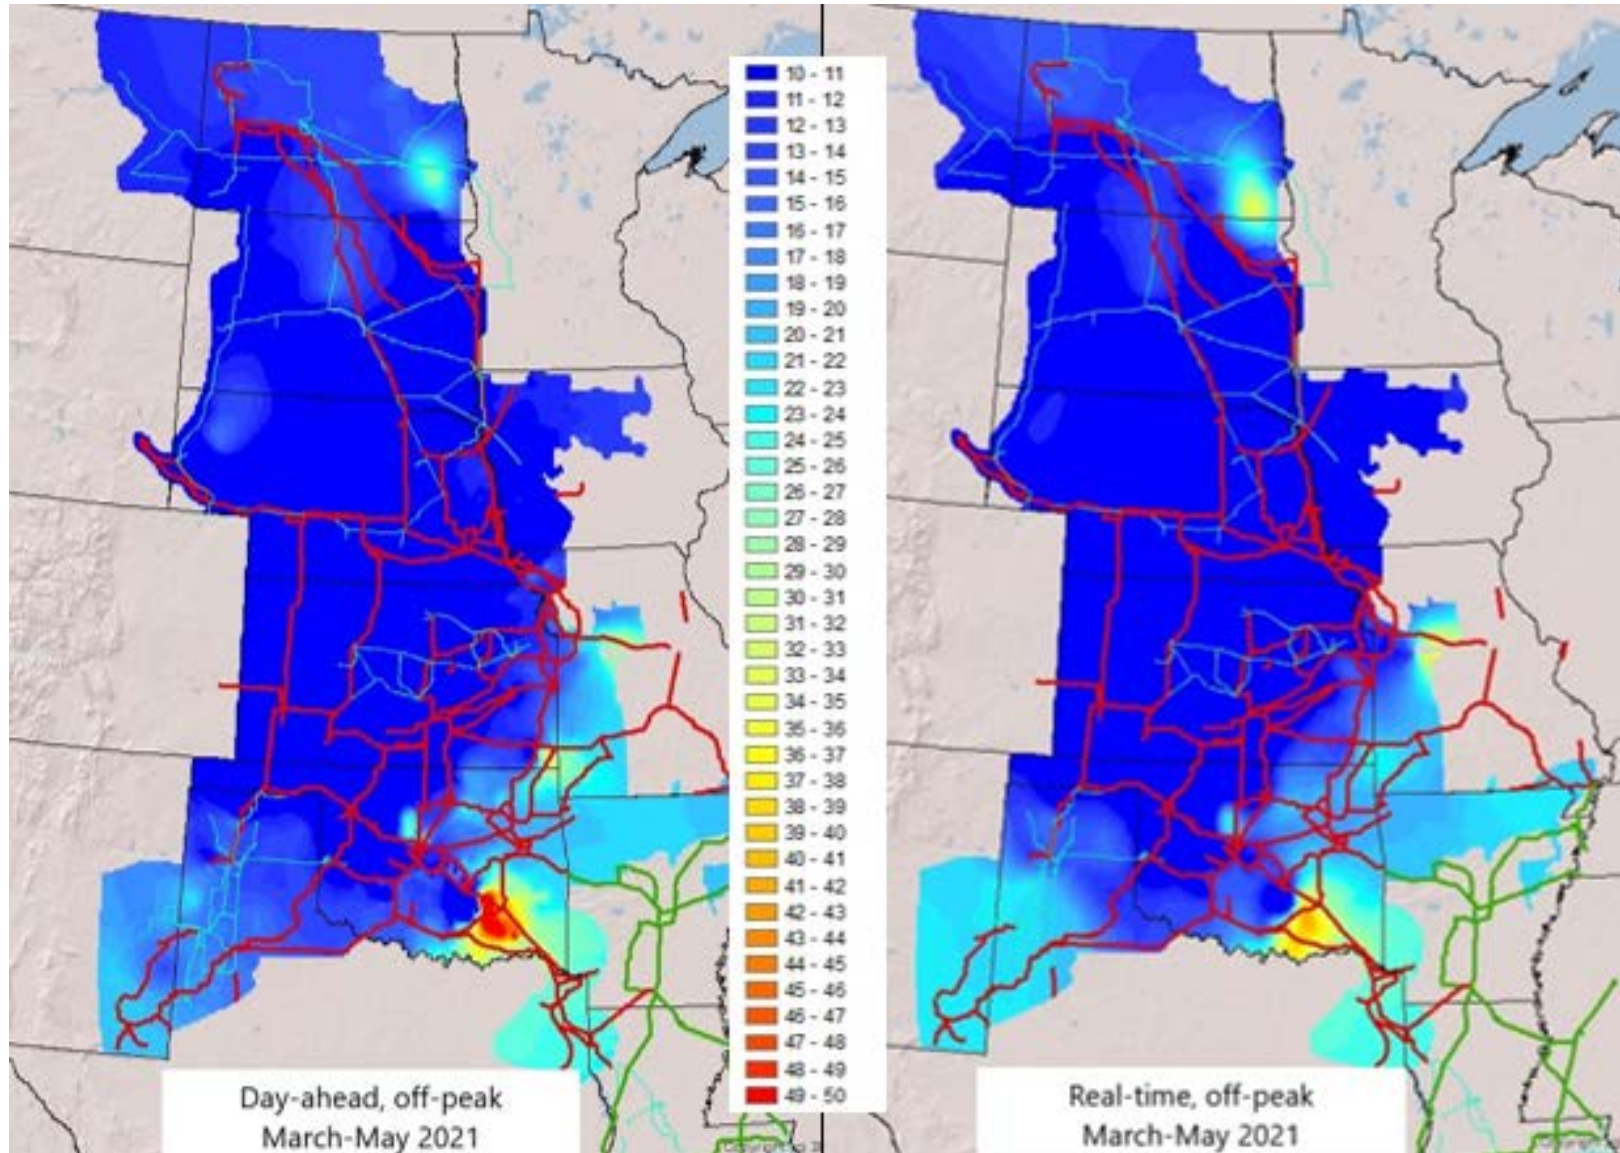 10 - 11
11 - 12
12 - 13
13 - 14
14 - 15
15 - 16
16 - 17
17 - 18
18 - 19
19 - 20
20 - 21
21 - 22
22 - 23
23 - 24
24 - 25
25 - 26
26 - 27
27 - 28
28 - 29
29 - 30
30 - 31
31 - 32
32 - 33
33 - 34
34 - 35
35 - 36
36 - 37
37 - 38
38 - 39
39 - 40
40 - 41
41 - 42
42 - 43
43 - 44
44 - 45
45 - 46
46 - 47
47 - 48
48 - 49
49 - 50
Day-ahead, off-peak
March-May 2021
Real-time, off-peak
March-May 2021